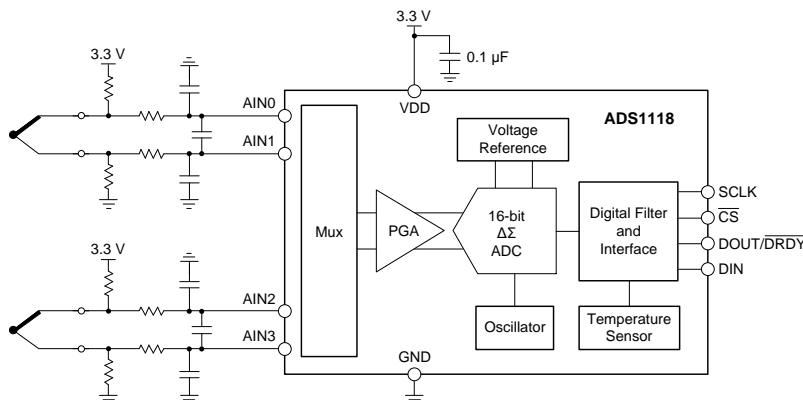 3.3 V
0.1 µF
3.3 V
AIN0
VDD
ADS1118
AIN1
Voltage
Reference
Mux
PGA
16-bit
ΔΣ
ADC
Digital Filter
and
Interface
SCLK
CS
DOUT/DRDY
DIN
3.3 V
AIN2
Oscillator
Temperature
Sensor
AIN3
GND